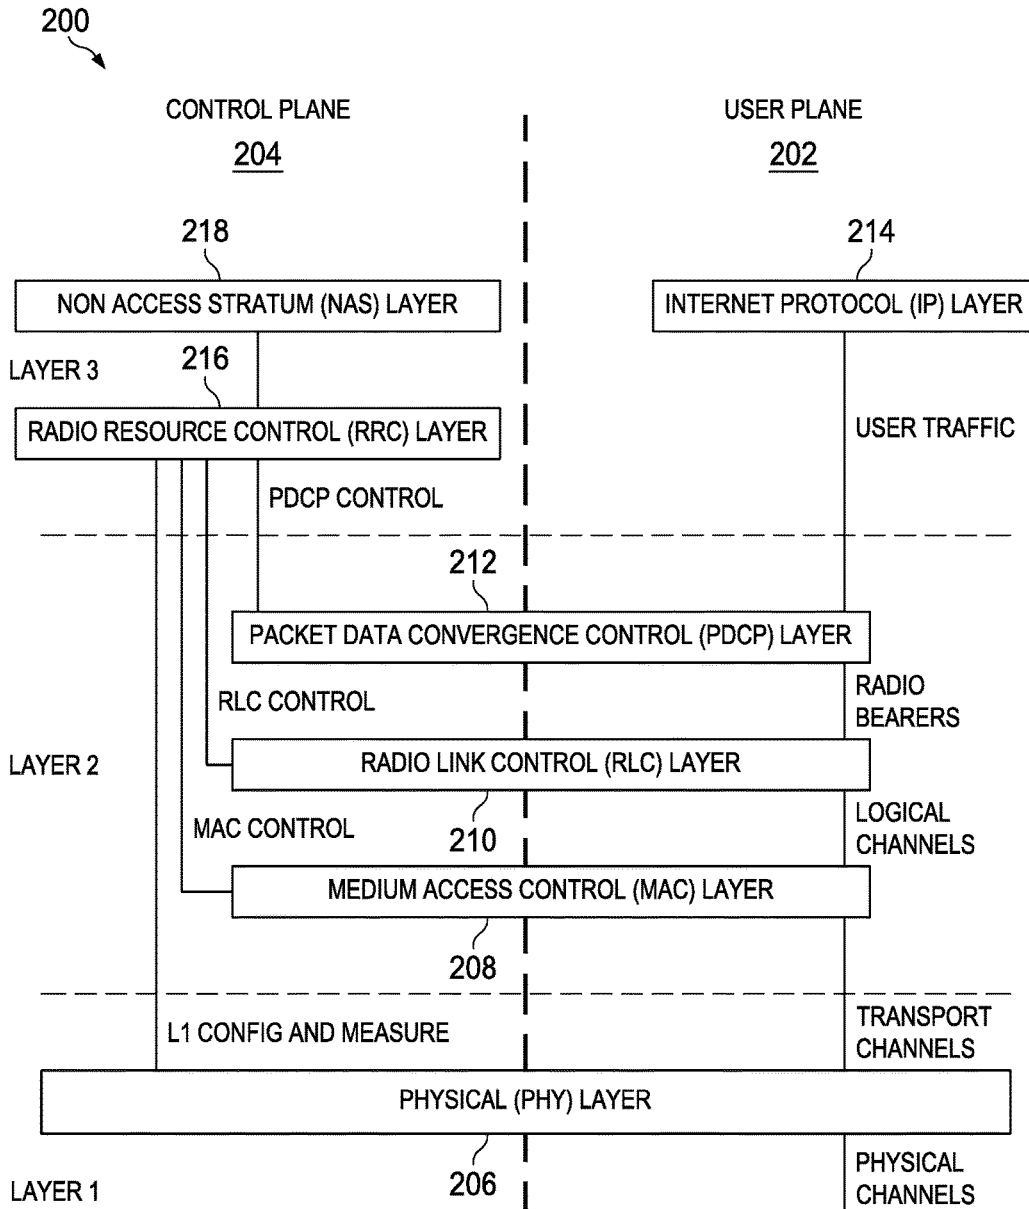 200
CONTROL PLANE
USER PLANE
204
202
218
214
NON ACCESS STRATUM (NAS) LAYER
INTERNET PROTOCOL (IP) LAYER
216
LAYER 3
RADIO RESOURCE CONTROL (RRC) LAYER
USER TRAFFIC
PDCP CONTROL
212
PACKET DATA CONVERGENCE CONTROL (PDCP) LAYER
RLC CONTROL
RADIO
BEARERS
LAYER 2
RADIO LINK CONTROL (RLC) LAYER
MAC CONTROL
210
LOGICAL
CHANNELS
MEDIUM ACCESS CONTROL (MAC) LAYER
208
L1 CONFIG AND MEASURE
TRANSPORT
CHANNELS
PHYSICAL (PHY) LAYER
206
PHYSICAL
CHANNELS
LAYER 1